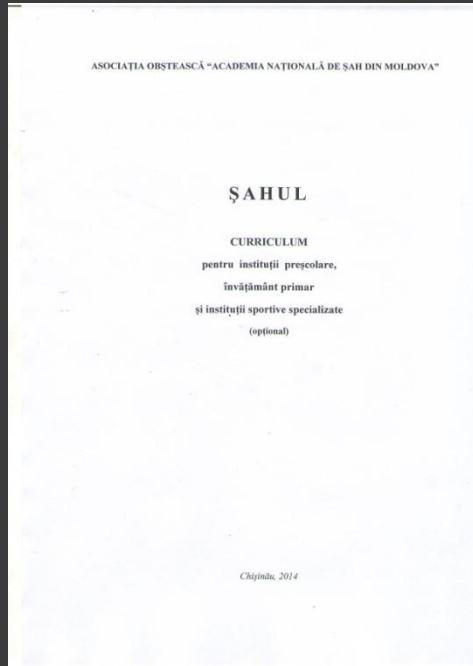 ASOCIAȚIA OBȘTEASCĂ “ACADEMIA NAȚIONALĂ DE ȘAH DIN MOLDOVA”
ȘAHUL
CURRICULUM
pentru instituții preșcolare,
învățământ primar
și instituții sportive specializate
(opțional)
Chișinău, 2014